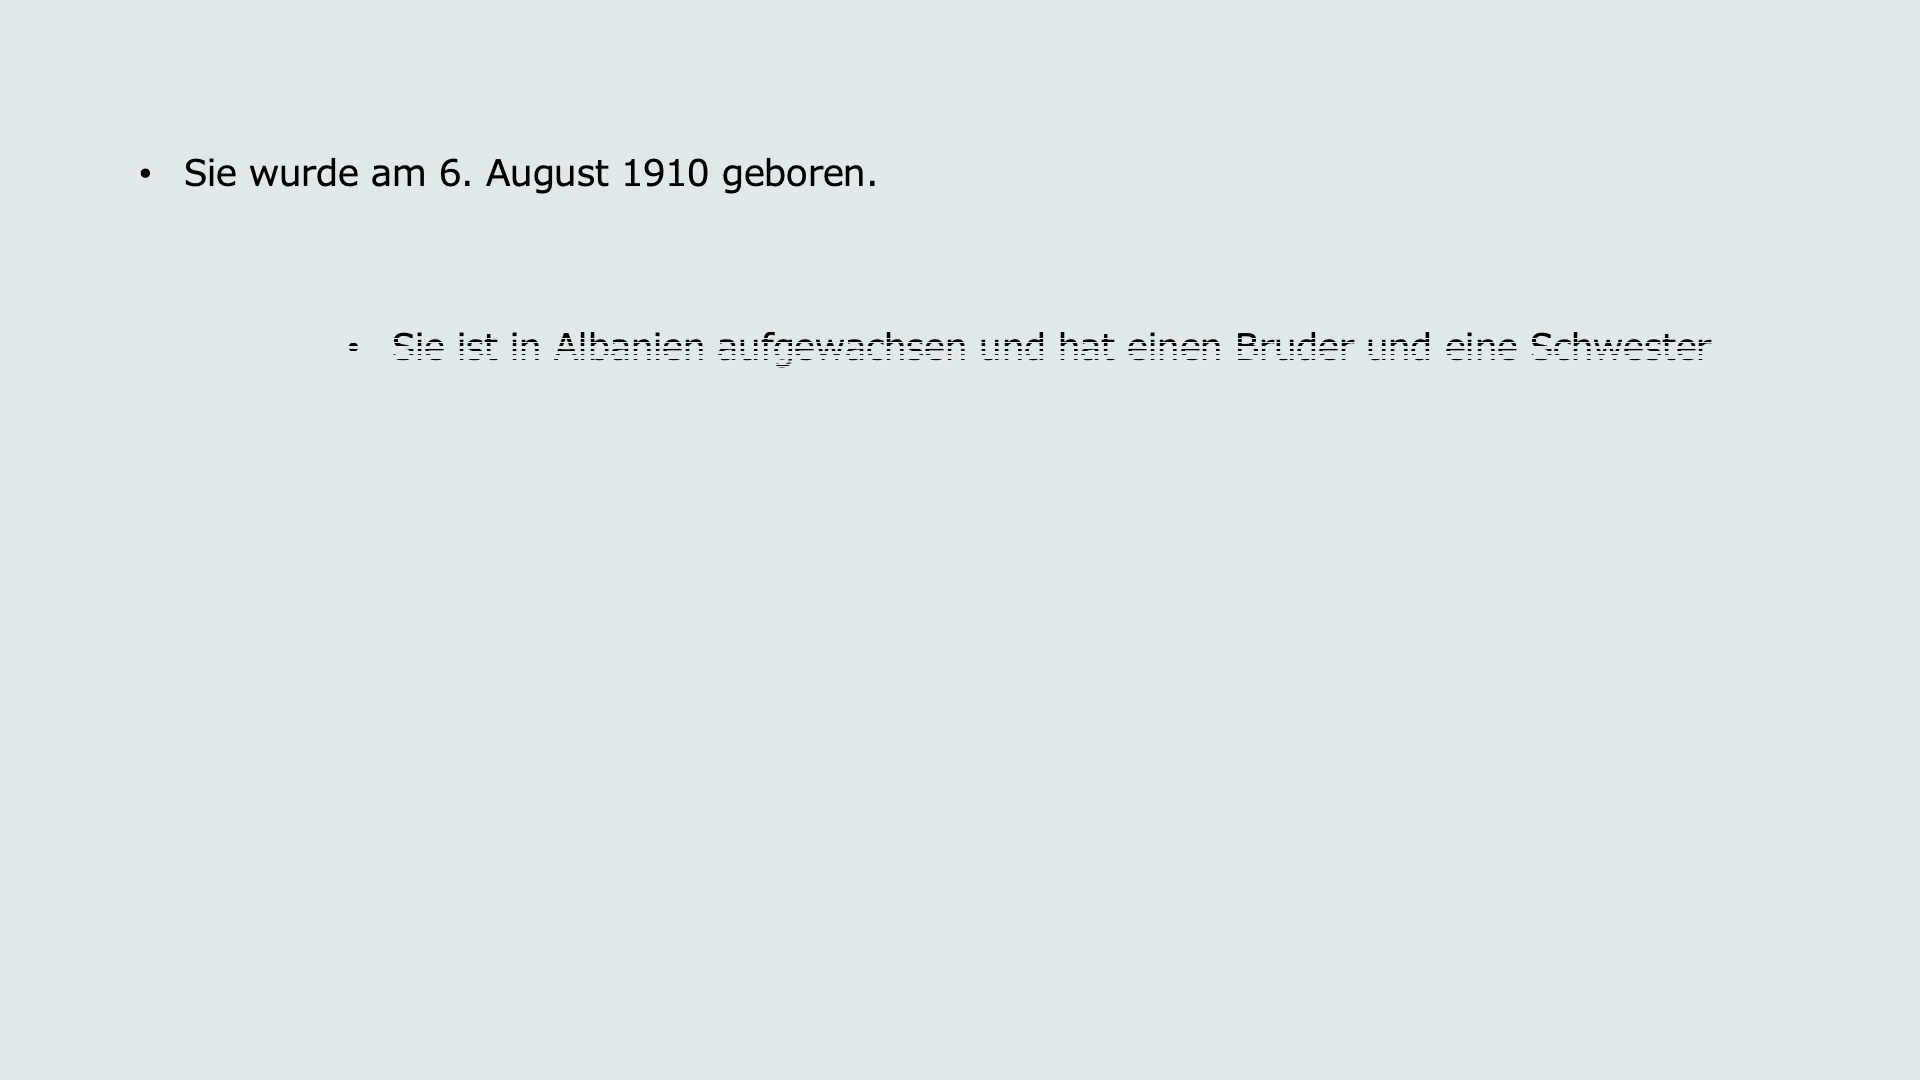 • Sie wurde am 6. August 1910 geboren.
• Sie ist in Albanien aufgewachsen und hat einen Bruder und eine Schwester